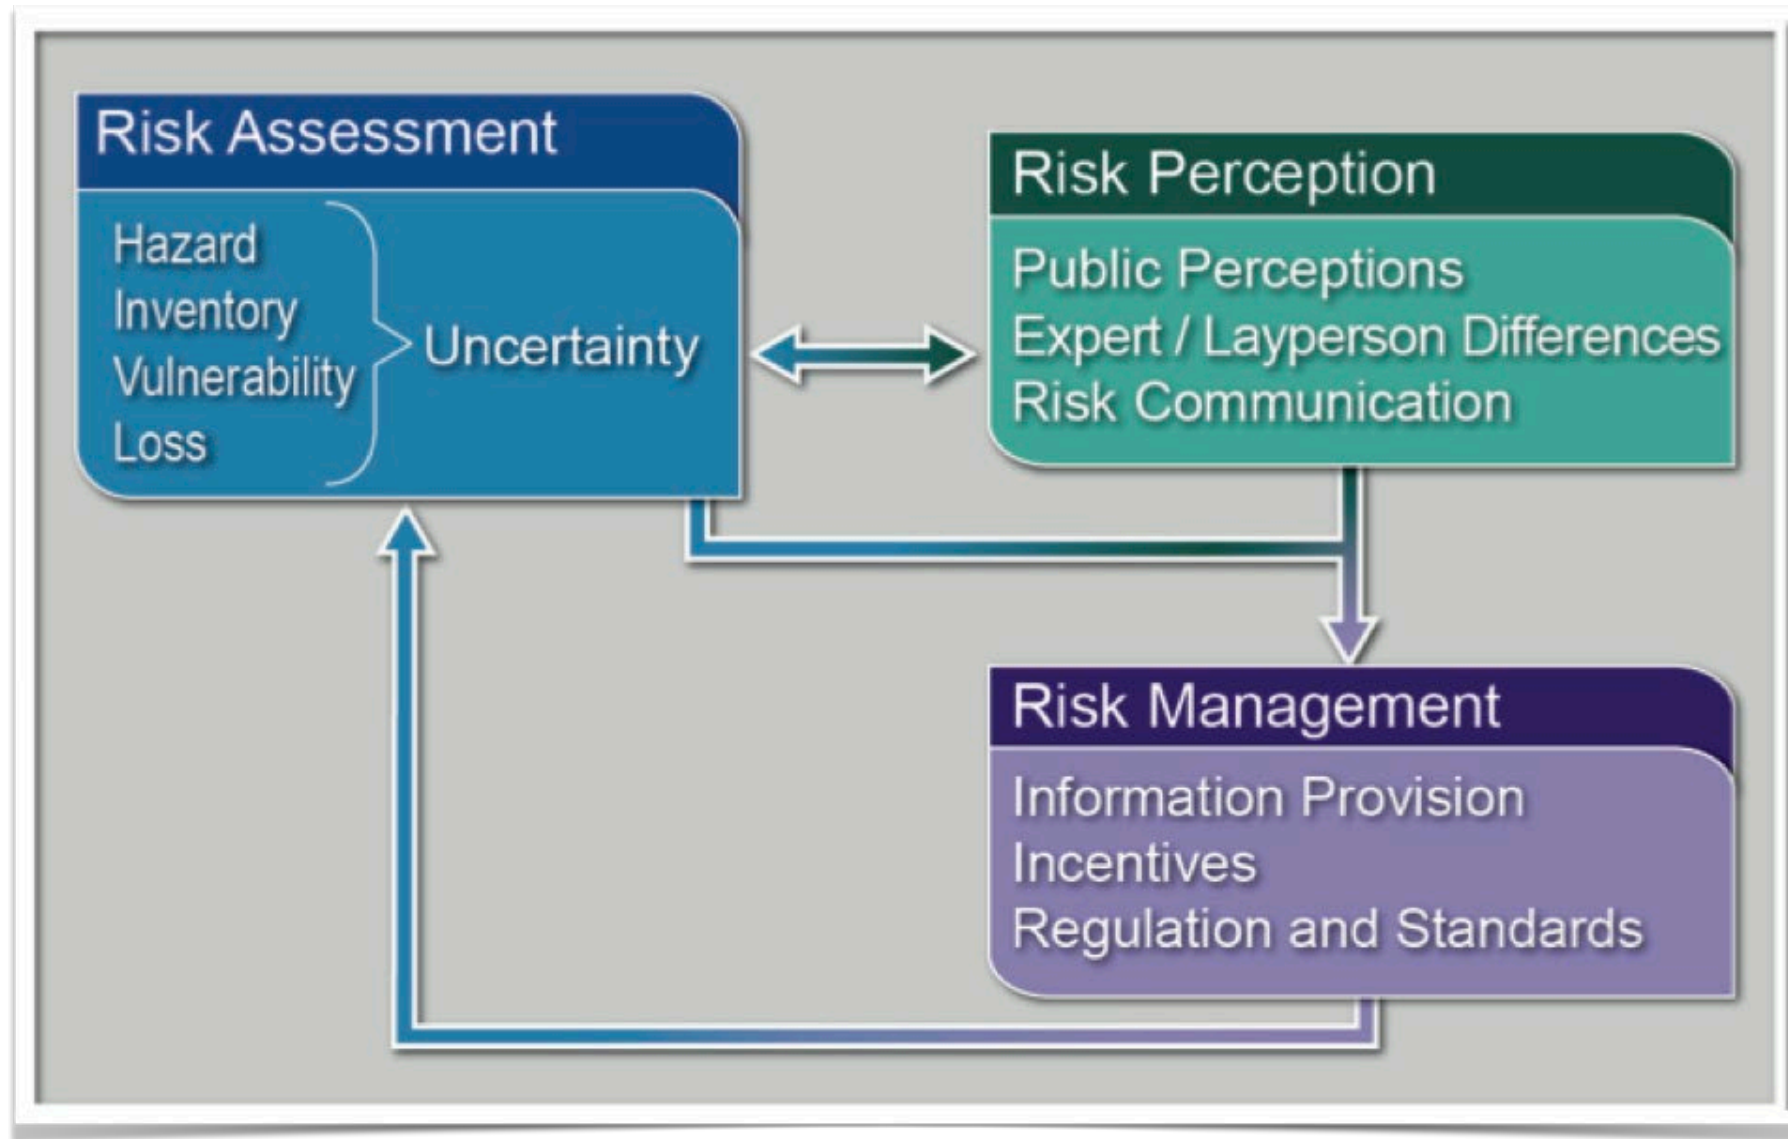 Risk Assessment
Hazard
Inventory
Vulnerability
Loss
Uncertainty
Risk Perception
Public Perceptions
Expert / Layperson Differences
Risk Communication
Risk Management
Information Provision
Incentives
Regulation and Standards